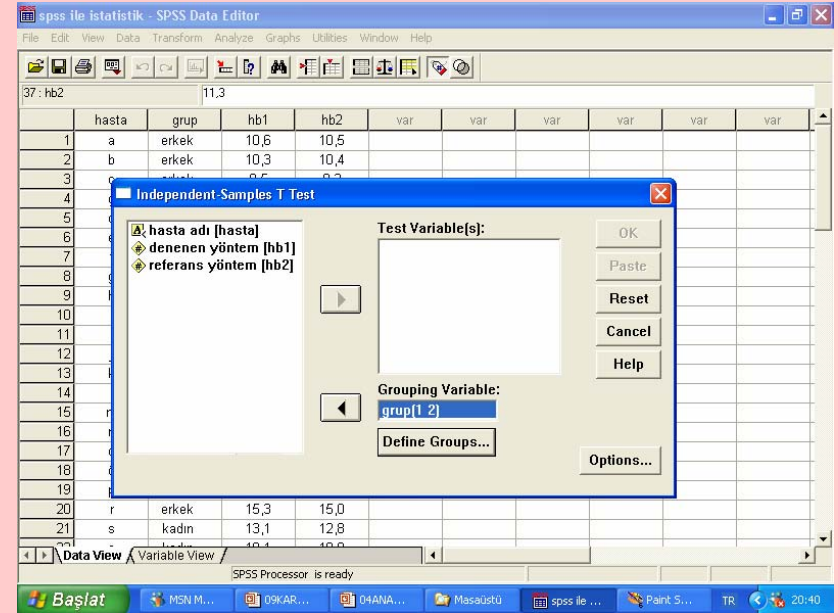 spss ile istatistik - SPSS Data Editor
File Edit View Data Transform Analyze Graphs Utilities Window Help
37 : hb2 11,3
hasta grup hb1 hb2 var var var var var var
1 a erkek 10,6 10,5
2 b erkek 10,3 10,4
3
4
5
6
7
8
9
10
11
12
13
14
15
16
17
18
19
20 r erkek 15,3 15,0
21 s kadın 13,1 12,8
Independent-Samples T Test
hasta adı [hasta]
denenen yöntem [hb1]
referans yöntem [hb2]
Test Variable(s):
Grouping Variable:
grup(1 2)
Define Groups...
OK
Paste
Reset
Cancel
Help
Options...
Data View Variable View
SPSS Processor is ready
Başlat MSN M... 09KAR... 04ANA... Masaüstü spss ile ... Paint S... TR 20:40